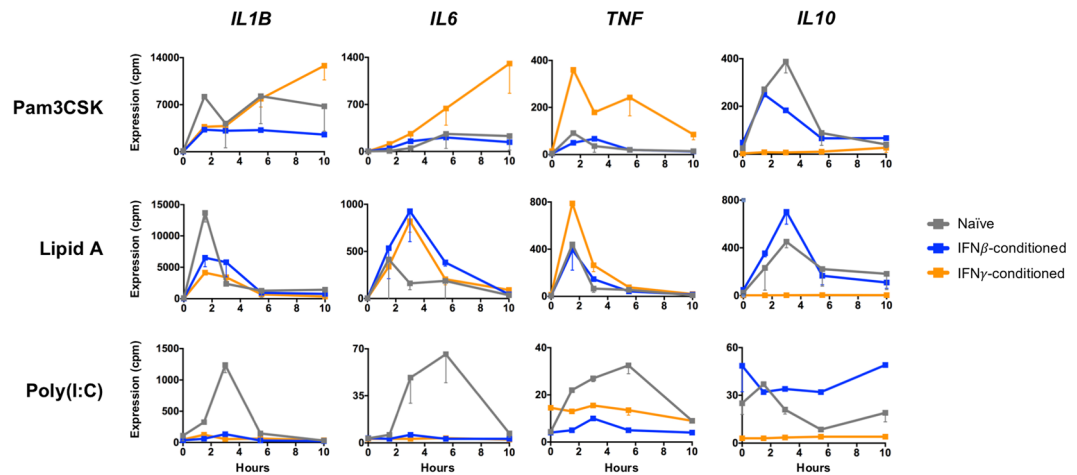 IL1B IL6 TNF IL10
Pam3CSK
Expression (cpm)
14000 7000 0
0 2 4 6 8 10
1400 700 0
0 2 4 6 8 10
400 200 0
0 2 4 6 8 10
400 200 0
0 2 4 6 8 10
Lipid A
Expression (cpm)
15000 10000 5000 0
0 2 4 6 8 10
1000 500 0
0 2 4 6 8 10
800 400 0
0 2 4 6 8 10
800 400 0
0 2 4 6 8 10
Naïve
IFNβ-conditioned
IFNγ-conditioned
Poly(I:C)
Expression (cpm)
1500 1000 500 0
0 2 4 6 8 10
Hours
70 35 0
0 2 4 6 8 10
Hours
40 20 0
0 2 4 6 8 10
Hours
60 30 0
0 2 4 6 8 10
Hours